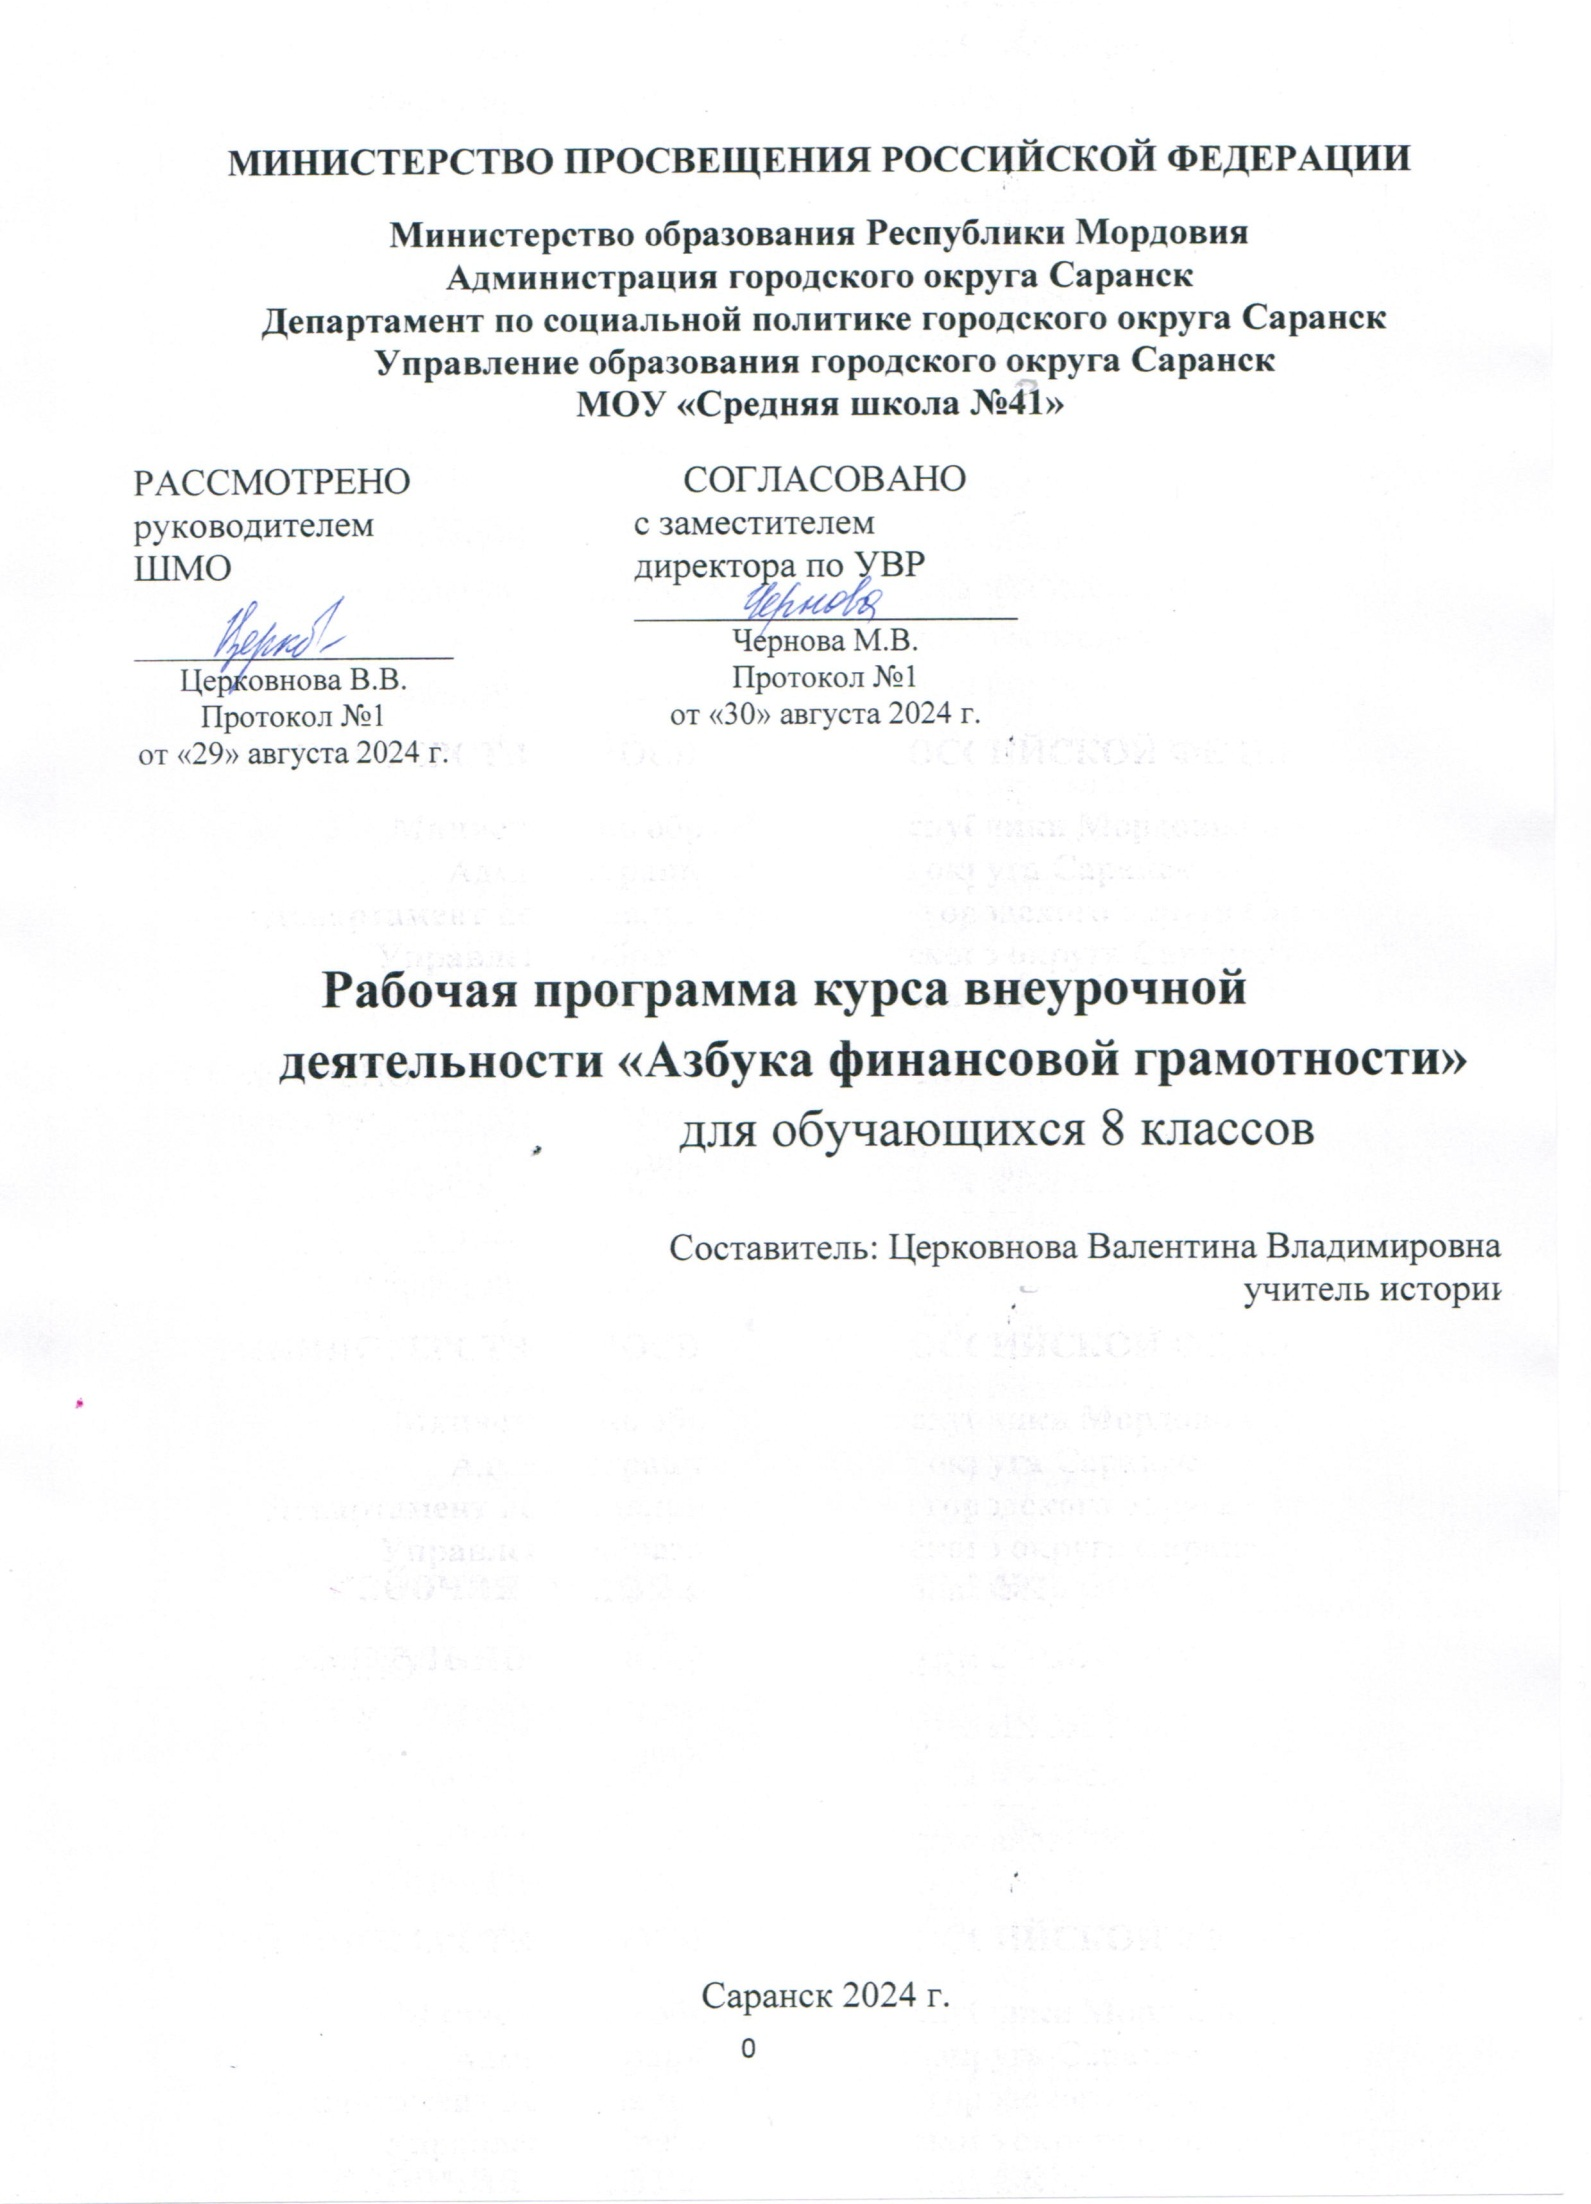 МИНИСТЕРСТВО ПРОСВЕЩЕНИЯ РОССИЙСКОЙ ФЕДЕРАЦИИ
Министерство образования Республики Мордовия
Администрация городского округа Саранск
Департамент по социальной политике городского округа Саранск
Управление образования городского округа Саранск
МОУ «Средняя школа №41»
РАССМОТРЕНО
руководителем
ШМО
Церков
Церковнова В.В.
Протокол №1
от «29» августа 2024 г.
СОГЛАСОВАНО
с заместителем
директора по УВР
Чернова
Чернова М.В.
Протокол №1
от «30» августа 2024 г.
Рабочая программа курса внеурочной
деятельности «Азбука финансовой грамотности»
для обучающихся 8 классов
Составитель: Церковнова Валентина Владимировна
учитель истории
Саранск 2024 г.
0